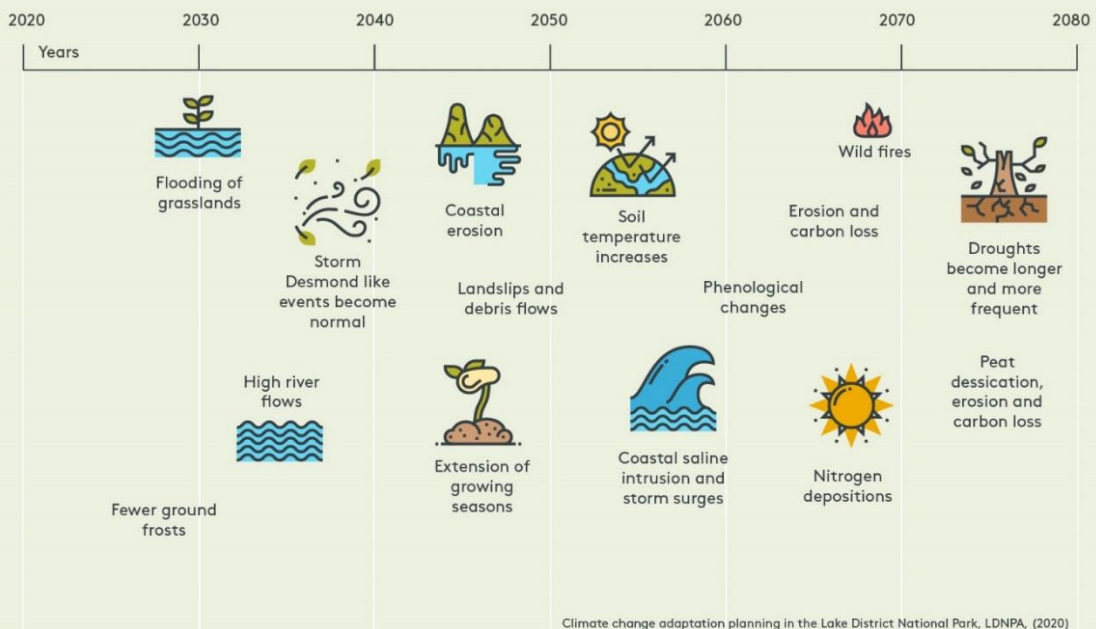 2020 2030 2040 2050 2060 2070 2080
Years
Flooding of
grasslands
Storm
Desmond like
events become
normal
High river
flows
Fewer ground
frosts
Coastal
erosion
Landslips and
debris flows
Extension of
growing
seasons
Soil
temperature
increases
Phenological
changes
Coastal saline
intrusion and
storm surges
Wild fires
Erosion and
carbon loss
Nitrogen
depositions
Droughts
become longer
and more
frequent
Peat
dessication,
erosion and
carbon loss
Climate change adaptation planning in the Lake District National Park, LDNPA, (2020)